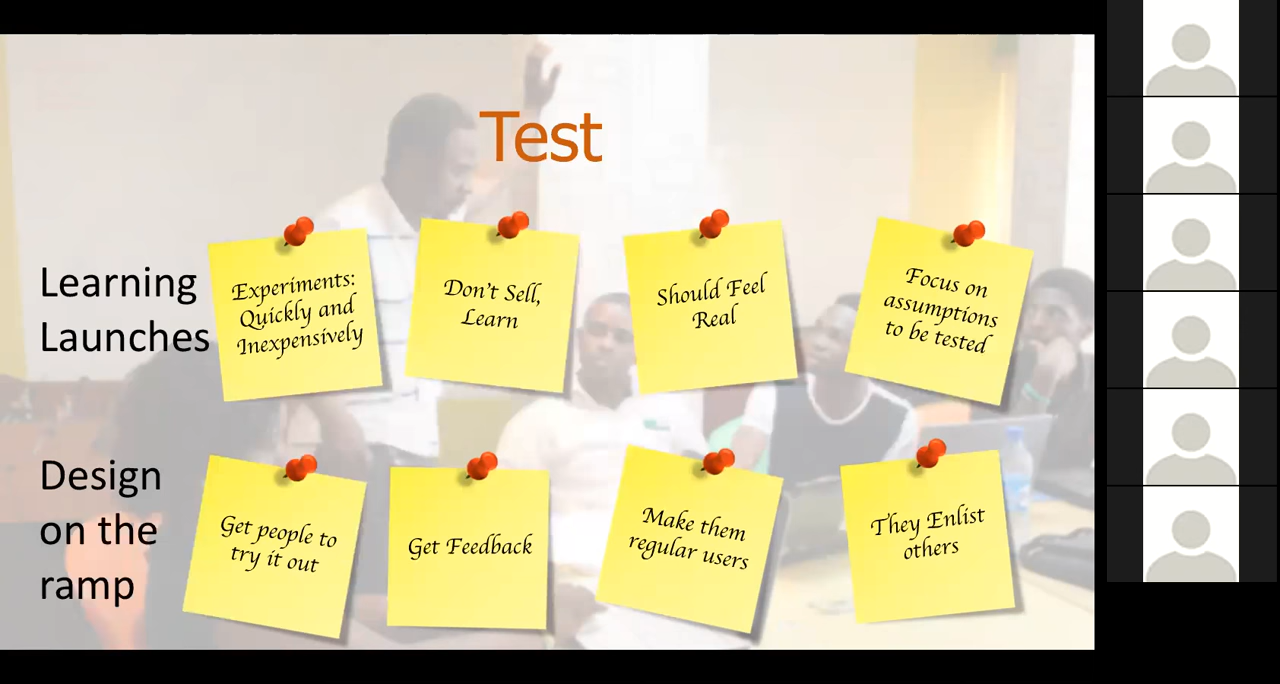 Test
Learning
Launches
Experiments:
Quickly and
Inexpensively
Don't Sell,
Learn
Should Feel
Real
Focus on
assumptions
to be tested
Design
on the
ramp
Get people to
try it out
Get Feedback
Make them
regular users
They Enlist
others